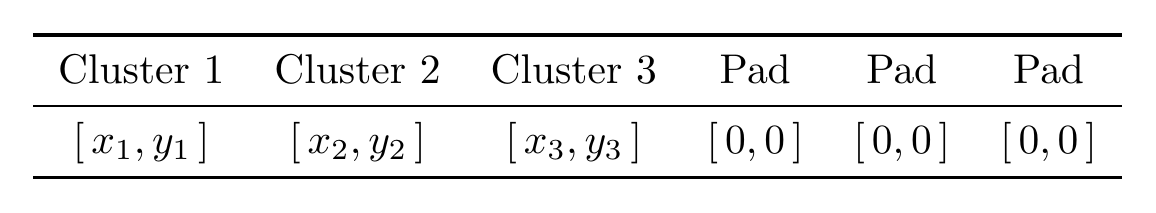 Cluster 1 Cluster 2 Cluster 3 Pad Pad Pad
[x₁, y₁] [x₂, y₂] [x₃, y₃] [0,0] [0,0] [0,0]